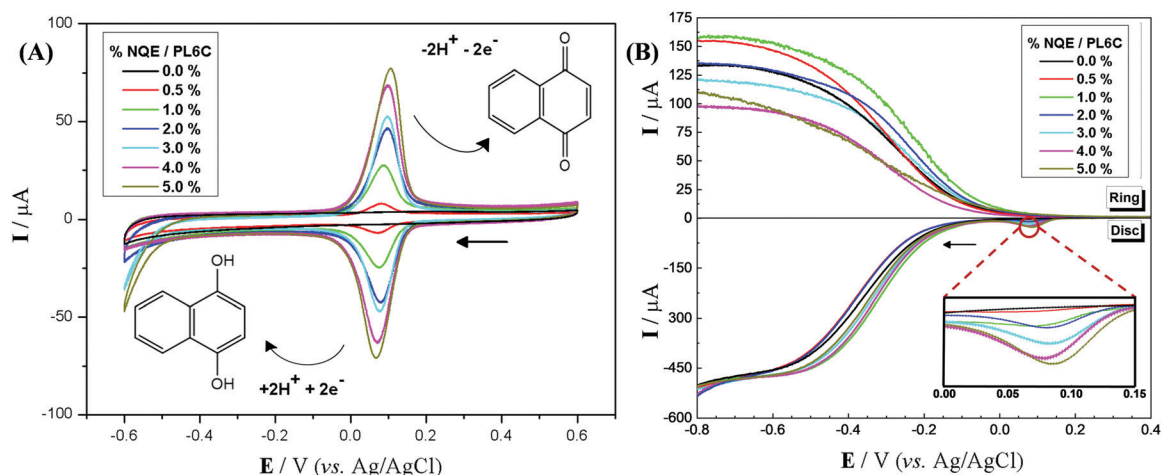 (A)
% NQE / PL6C
0.0 %
0.5 %
1.0 %
2.0 %
3.0 %
4.0 %
5.0 %
-2H⁺ - 2e⁻
O
O
OH
OH
+2H⁺ + 2e⁻
I / µA
100
50
0
-50
-100
-0.6 -0.4 -0.2 0.0 0.2 0.4 0.6
E / V (vs. Ag/AgCl)
(B)
% NQE / PL6C
0.0 %
0.5 %
1.0 %
2.0 %
3.0 %
4.0 %
5.0 %
I / µA
175
150
125
100
75
50
25
0
Ring
Disc
I / µA
-150
-300
-450
-600
0.00 0.05 0.10 0.15
-0.8 -0.6 -0.4 -0.2 0.0 0.2 0.4
E / V (vs. Ag/AgCl)